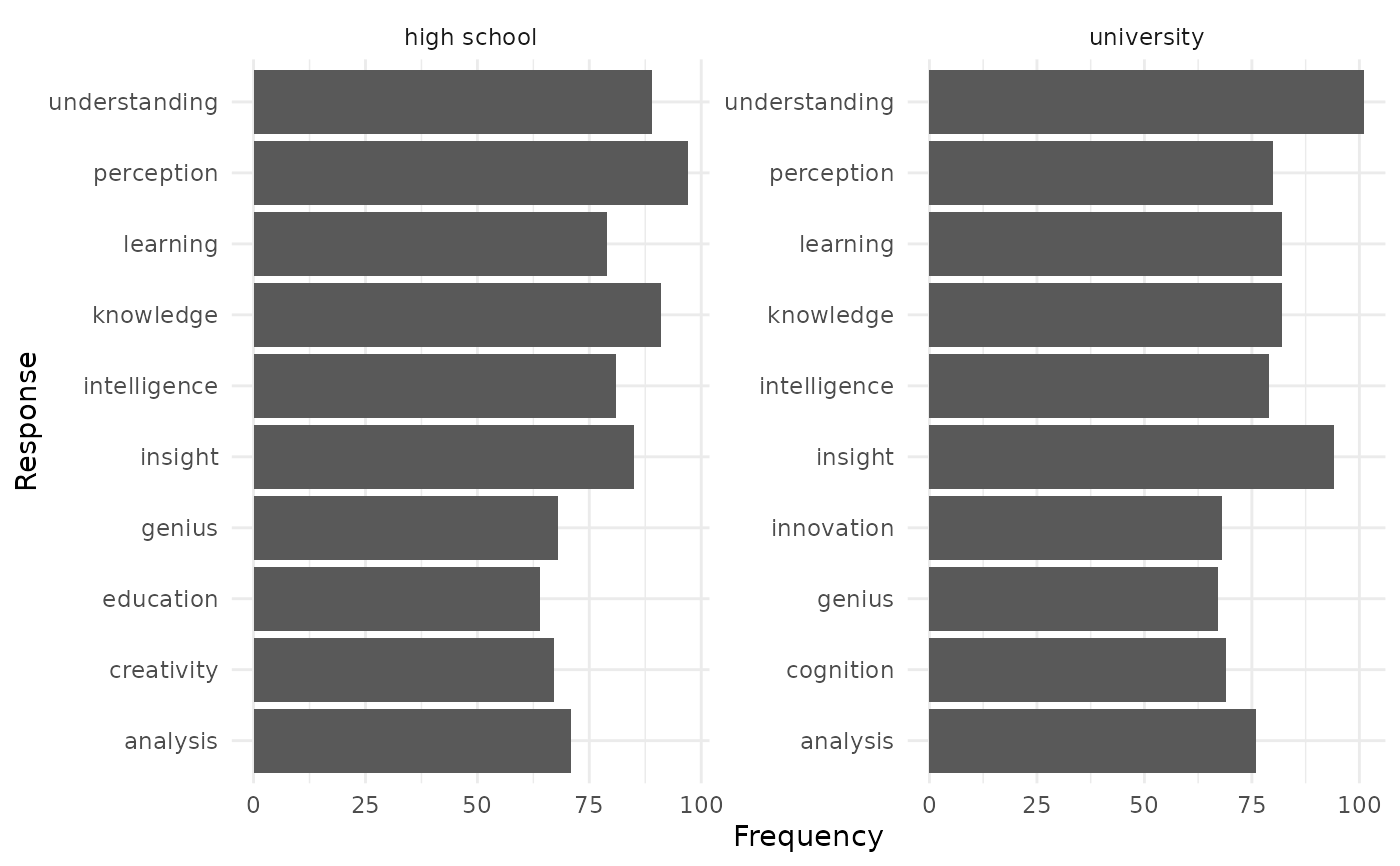 high school
university
understanding
perception
learning
knowledge
intelligence
insight
genius
education
creativity
analysis
understanding
perception
learning
knowledge
intelligence
insight
innovation
genius
cognition
analysis
0 25 50 75 100
0 25 50 75 100
Response
Frequency